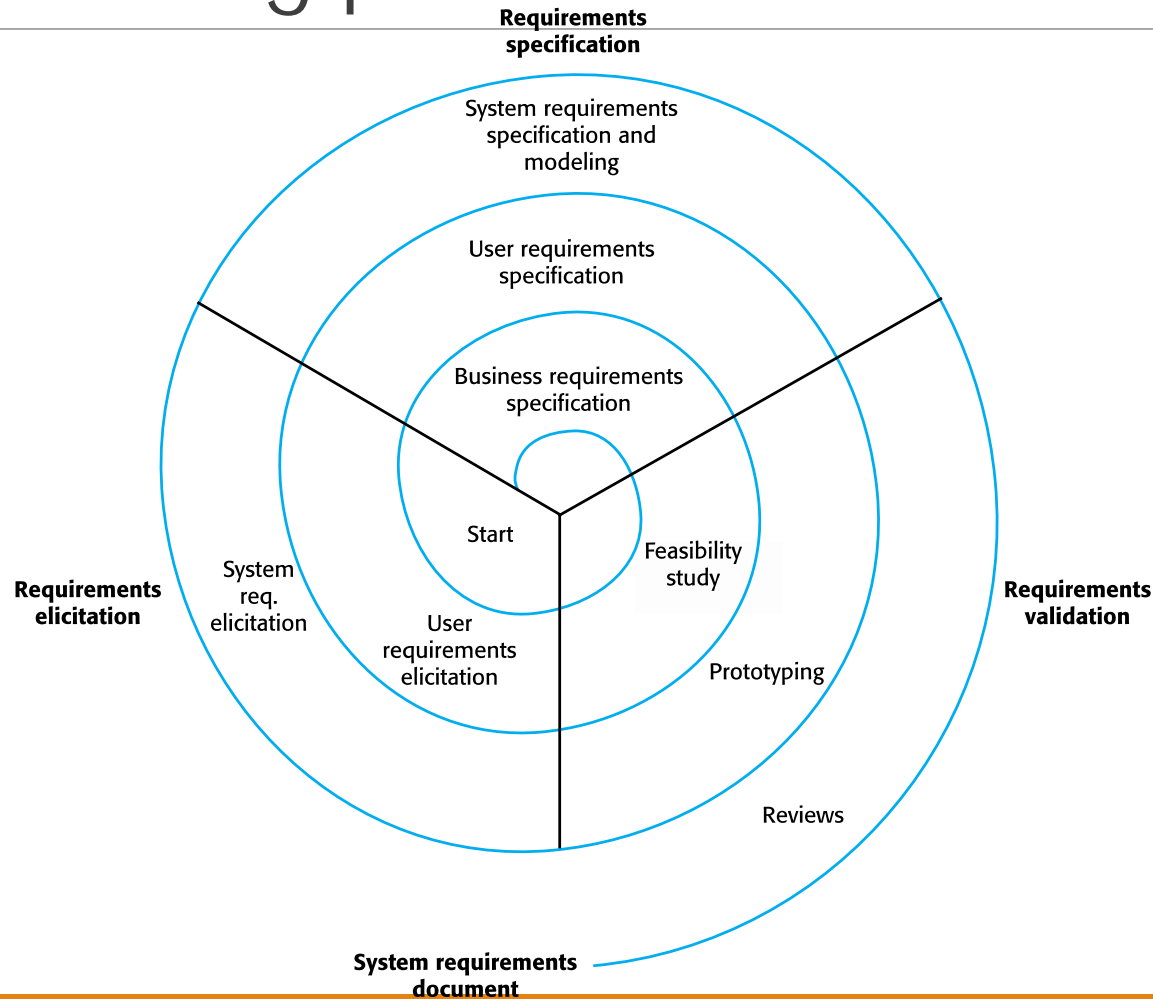 Requirements
specification
System requirements
specification and
modeling
User requirements
specification
Business requirements
specification
Start
Feasibility
study
System
req.
elicitation
Requirements
elicitation
Requirements
validation
User
requirements
elicitation
Prototyping
Reviews
System requirements
document